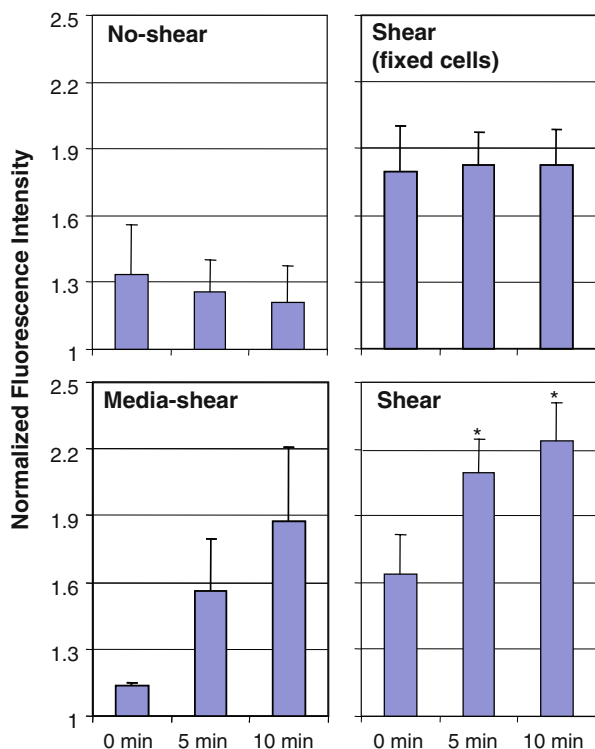 Normalized Fluorescence Intensity
No-shear
2.5
2.2
1.9
1.6
1.3
1
Shear
(fixed cells)
Media-shear
2.5
2.2
1.9
1.6
1.3
1
0 min 5 min 10 min
Shear
* *
0 min 5 min 10 min